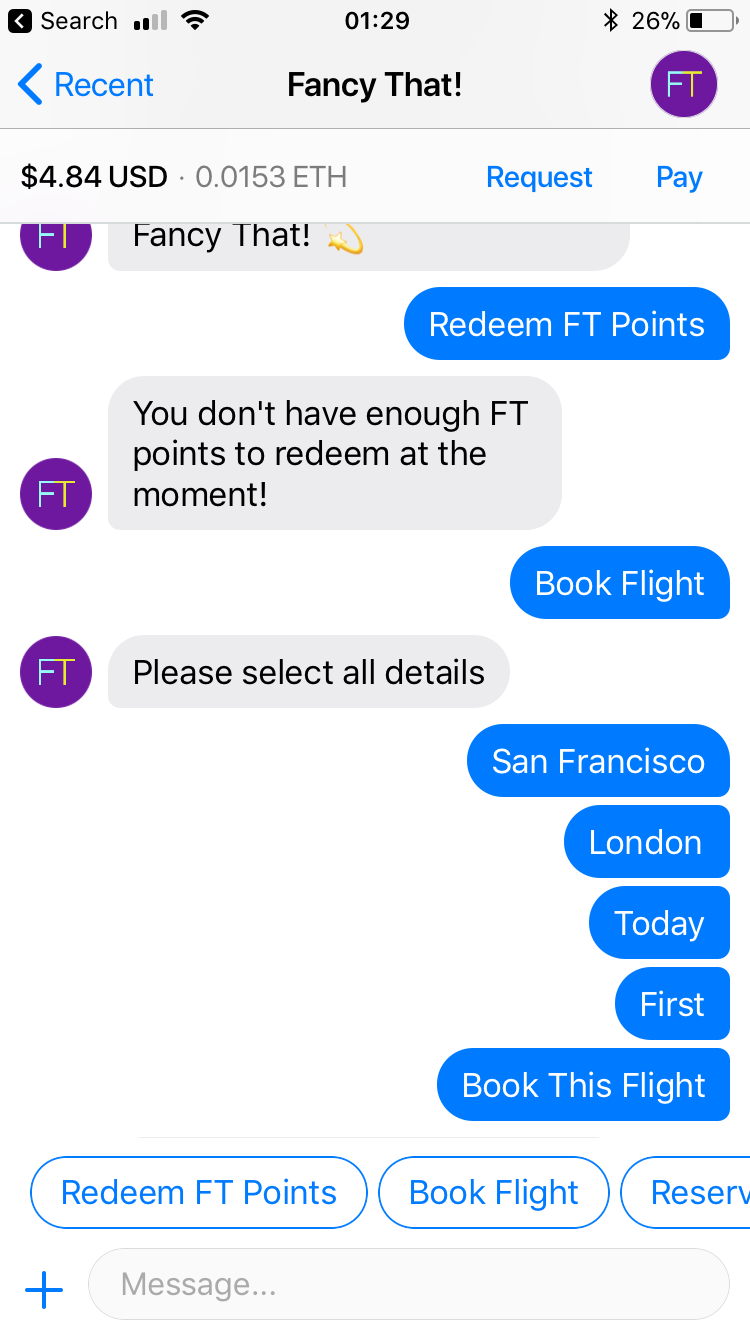 Search 01:29 26%
Recent Fancy That! FT
$4.84 USD · 0.0153 ETH Request Pay
FT Fancy That! 💫
Redeem FT Points
You don't have enough FT
points to redeem at the
FT moment!
Book Flight
FT Please select all details
San Francisco
London
Today
First
Book This Flight
Redeem FT Points Book Flight Reserv
Message...